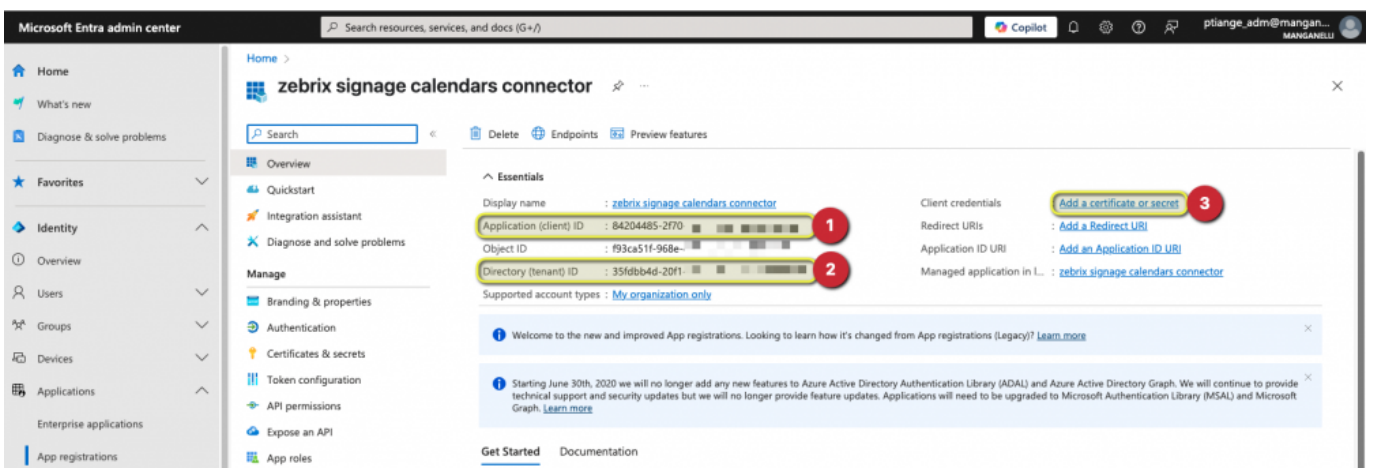 Microsoft Entra admin center
Search resources, services, and docs (G+/)
Copilot
ptiange_adm@mangan...
MANGANELLI
Home
What's new
Diagnose & solve problems
Favorites
Identity
Overview
Users
Groups
Devices
Applications
Enterprise applications
App registrations
Home >
zebrix signage calendars connector
Search
Overview
Quickstart
Integration assistant
Diagnose and solve problems
Manage
Branding & properties
Authentication
Certificates & secrets
Token configuration
API permissions
Expose an API
App roles
Delete
Endpoints
Preview features
Essentials
Display name : zebrix signage calendars connector
Application (client) ID : 84204485-2f70- 1
Object ID : f93ca51f-968e-
Directory (tenant) ID : 35fdbb4d-20f1- 2
Supported account types : My organization only
Client credentials : Add a certificate or secret 3
Redirect URIs : Add a Redirect URI
Application ID URI : Add an Application ID URI
Managed application in l... : zebrix signage calendars connector
Welcome to the new and improved App registrations. Looking to learn how it's changed from App registrations (Legacy)? Learn more
Starting June 30th, 2020 we will no longer add any new features to Azure Active Directory Authentication Library (ADAL) and Azure Active Directory Graph. We will continue to provide
technical support and security updates but we will no longer provide feature updates. Applications will need to be upgraded to Microsoft Authentication Library (MSAL) and Microsoft
Graph. Learn more
Get Started
Documentation